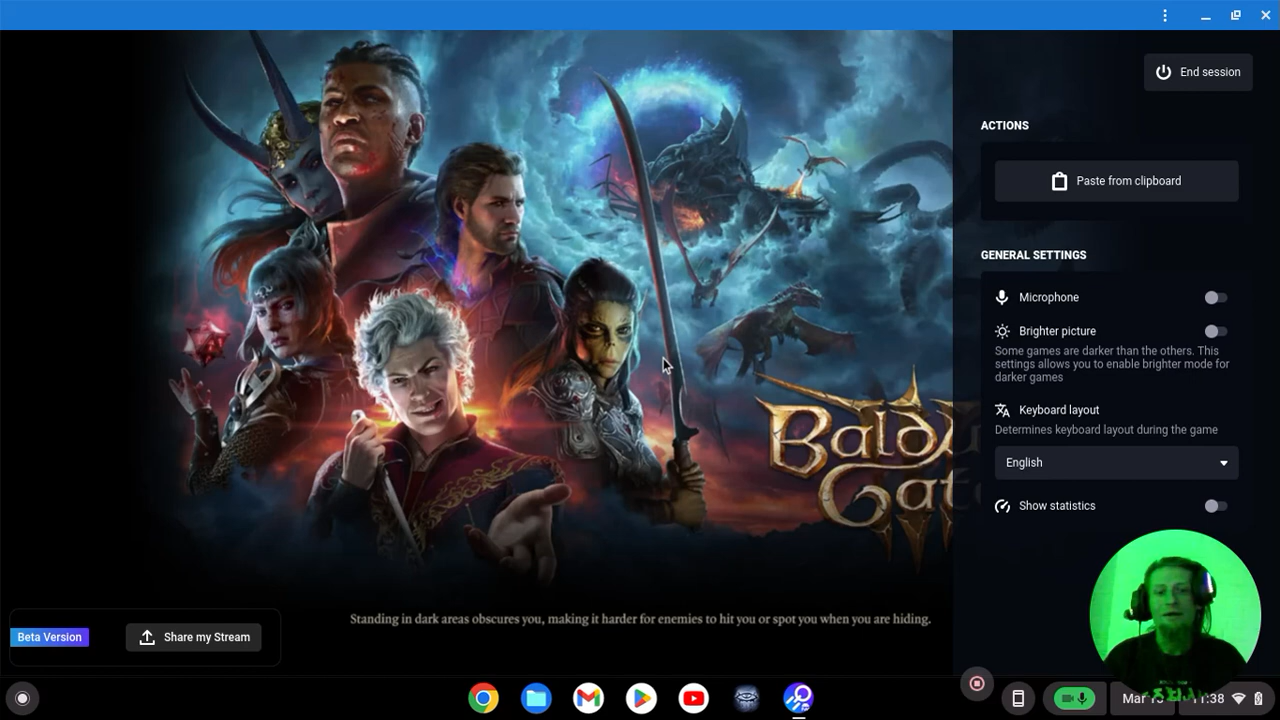 End session
ACTIONS
Paste from clipboard
GENERAL SETTINGS
Microphone
Brighter picture
Some games are darker than the others. This
settings allows you to enable brighter mode for
darker games
Keyboard layout
Determines keyboard layout during the game
English
Show statistics
Standing in dark areas obscures you, making it harder for enemies to hit you or spot you when you are hiding.
Beta Version
Share my Stream